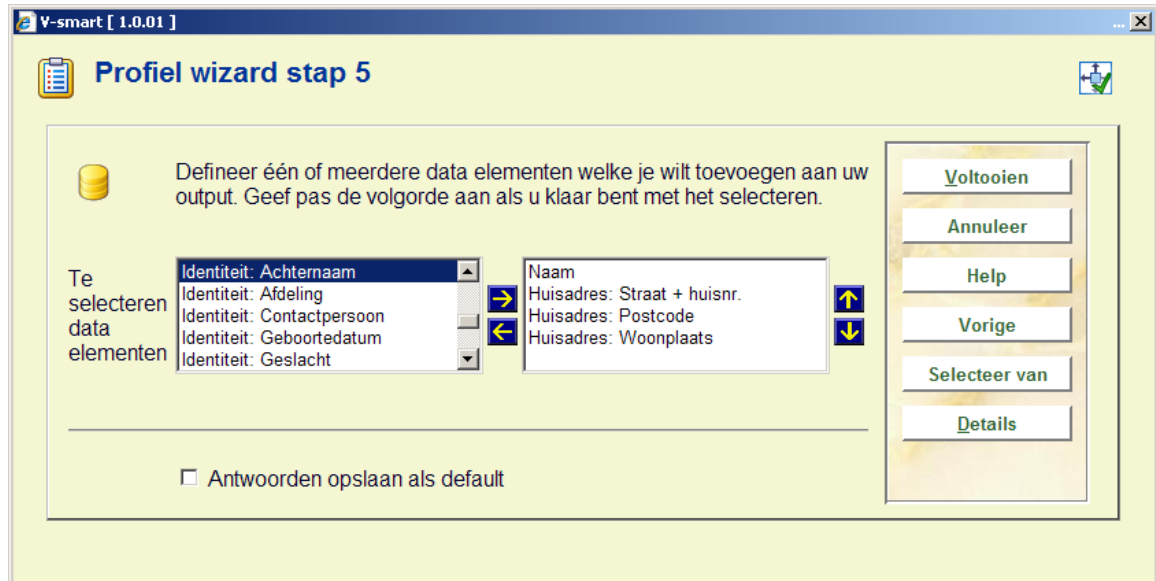 V-smart [ 1.0.01 ]
...
Profiel wizard stap 5
Defineer één of meerdere data elementen welke je wilt toevoegen aan uw
output. Geef pas de volgorde aan als u klaar bent met het selecteren.
Te
selecteren
data
elementen
Identiteit: Achternaam
Identiteit: Afdeling
Identiteit: Contactpersoon
Identiteit: Geboortedatum
Identiteit: Geslacht
Naam
Huisadres: Straat + huisnr.
Huisadres: Postcode
Huisadres: Woonplaats
Antwoorden opslaan als default
Voltooien
Annuleer
Help
Vorige
Selecteer van
Details